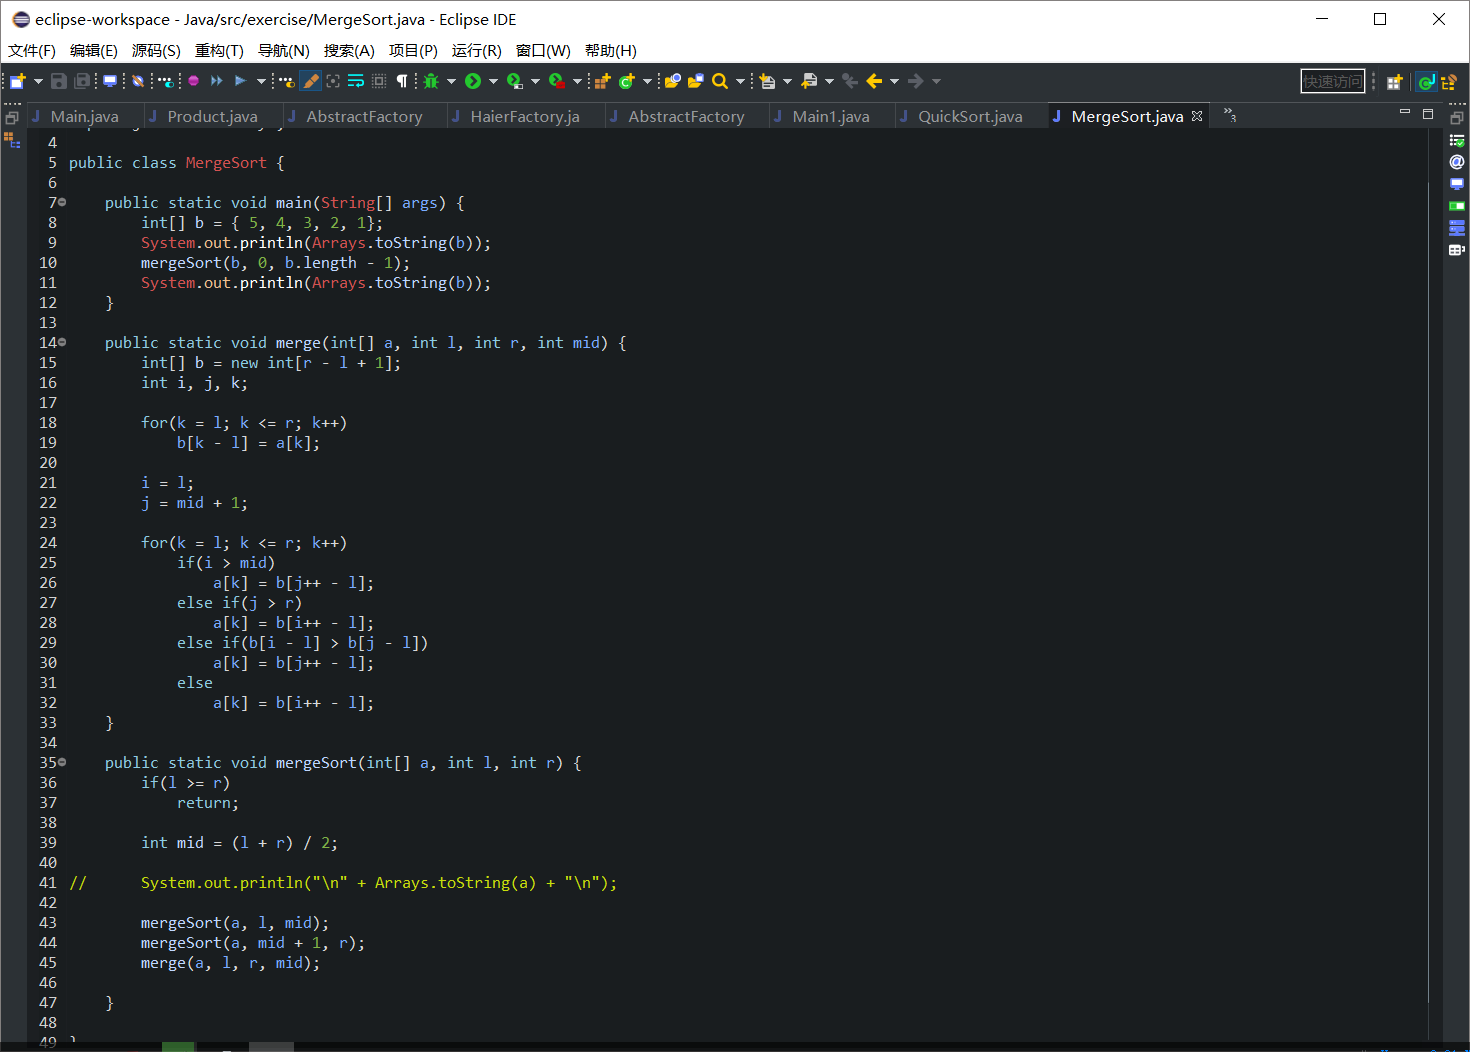 eclipse-workspace - Java/src/exercise/MergeSort.java - Eclipse IDE
文件(F) 编辑(E) 源码(S) 重构(T) 导航(N) 搜索(A) 项目(P) 运行(R) 窗口(W) 帮助(H)
快速访问
Main.java Product.java AbstractFactory HaierFactory.ja AbstractFactory Main1.java QuickSort.java MergeSort.java 3
4
5 public class MergeSort {
6
7 public static void main(String[] args) {
8 int[] b = { 5, 4, 3, 2, 1};
9 System.out.println(Arrays.toString(b));
10 mergeSort(b, 0, b.length - 1);
11 System.out.println(Arrays.toString(b));
12 }
13
14 public static void merge(int[] a, int l, int r, int mid) {
15 int[] b = new int[r - l + 1];
16 int i, j, k;
17
18 for(k = l; k <= r; k++)
19 b[k - l] = a[k];
20
21 i = l;
22 j = mid + 1;
23
24 for(k = l; k <= r; k++)
25 if(i > mid)
26 a[k] = b[j++ - l];
27 else if(j > r)
28 a[k] = b[i++ - l];
29 else if(b[i - l] > b[j - l])
30 a[k] = b[j++ - l];
31 else
32 a[k] = b[i++ - l];
33 }
34
35 public static void mergeSort(int[] a, int l, int r) {
36 if(l >= r)
37 return;
38
39 int mid = (l + r) / 2;
40
41 // System.out.println("\n" + Arrays.toString(a) + "\n");
42
43 mergeSort(a, l, mid);
44 mergeSort(a, mid + 1, r);
45 merge(a, l, r, mid);
46
47 }
48
49 }